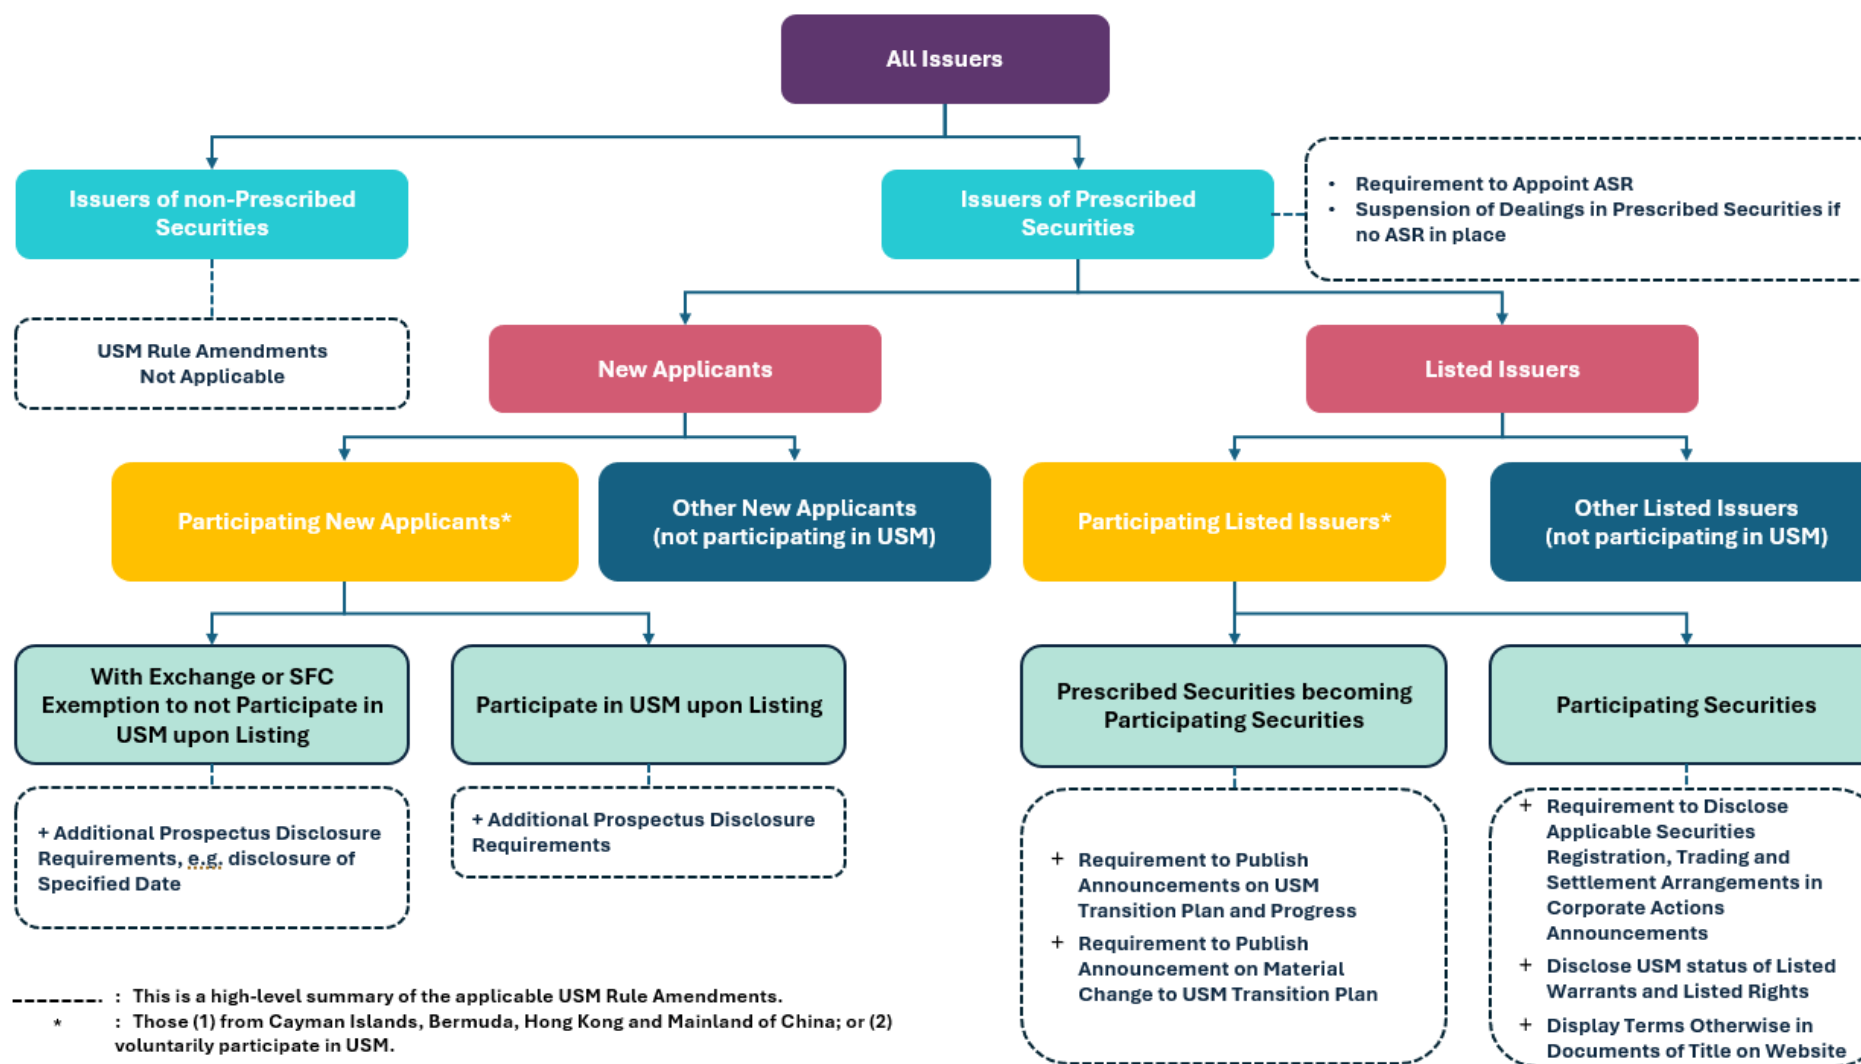 All Issuers
Issuers of non-Prescribed
Securities
Issuers of Prescribed
Securities
• Requirement to Appoint ASR
• Suspension of Dealings in Prescribed Securities if
no ASR in place
USM Rule Amendments
Not Applicable
New Applicants
Listed Issuers
Participating New Applicants*
Other New Applicants
(not participating in USM)
Participating Listed Issuers*
Other Listed Issuers
(not participating in USM)
With Exchange or SFC
Exemption to not Participate in
USM upon Listing
Participate in USM upon Listing
Prescribed Securities becoming
Participating Securities
Participating Securities
+ Additional Prospectus Disclosure
Requirements, e.g. disclosure of
Specified Date
+ Additional Prospectus Disclosure
Requirements
+ Requirement to Publish
Announcements on USM
Transition Plan and Progress
+ Requirement to Publish
Announcement on Material
Change to USM Transition Plan
+ Requirement to Disclose
Applicable Securities
Registration, Trading and
Settlement Arrangements in
Corporate Actions
Announcements
+ Disclose USM status of Listed
Warrants and Listed Rights
+ Display Terms Otherwise in
Documents of Title on Website
: This is a high-level summary of the applicable USM Rule Amendments.
* : Those (1) from Cayman Islands, Bermuda, Hong Kong and Mainland of China; or (2)
voluntarily participate in USM.